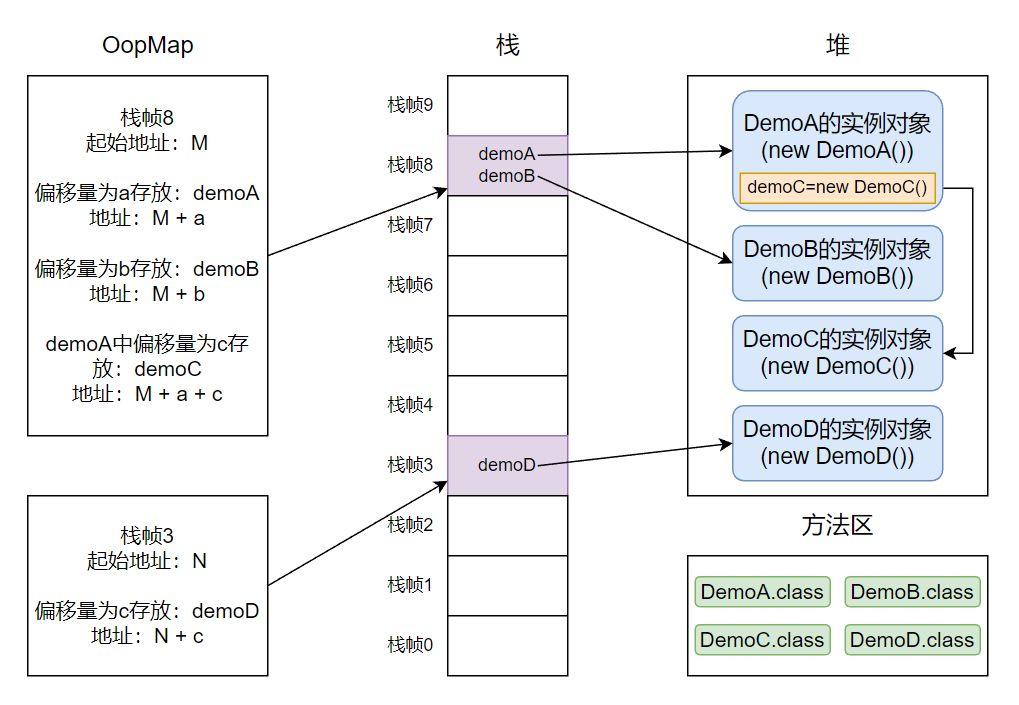 OopMap
栈帧8
起始地址：M
偏移量为a存放：demoA
地址：M + a
偏移量为b存放：demoB
地址：M + b
demoA中偏移量为c存
放：demoC
地址：M + a + c
栈帧3
起始地址：N
偏移量为c存放：demoD
地址：N + c
栈
栈帧9
栈帧8
demoA
demoB
栈帧7
栈帧6
栈帧5
栈帧4
栈帧3
demoD
栈帧2
栈帧1
栈帧0
堆
DemoA的实例对象
(new DemoA())
demoC=new DemoC()
DemoB的实例对象
(new DemoB())
DemoC的实例对象
(new DemoC())
DemoD的实例对象
(new DemoD())
方法区
DemoA.class
DemoB.class
DemoC.class
DemoD.class